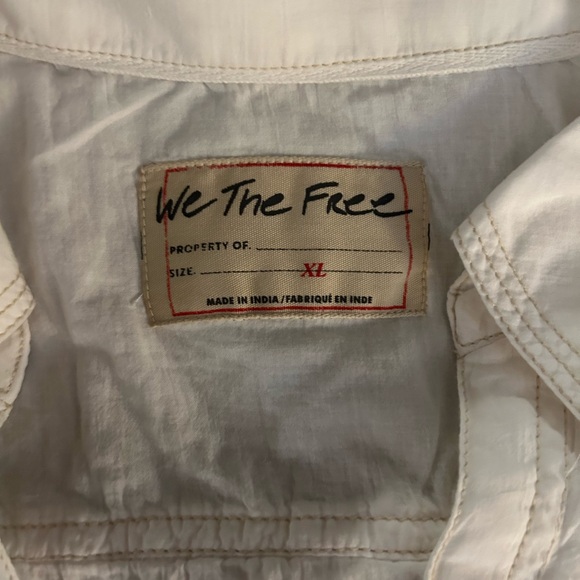 We The Free
PROPERTY OF.
SIZE. XL
MADE IN INDIA/FABRIQUÉ EN INDE